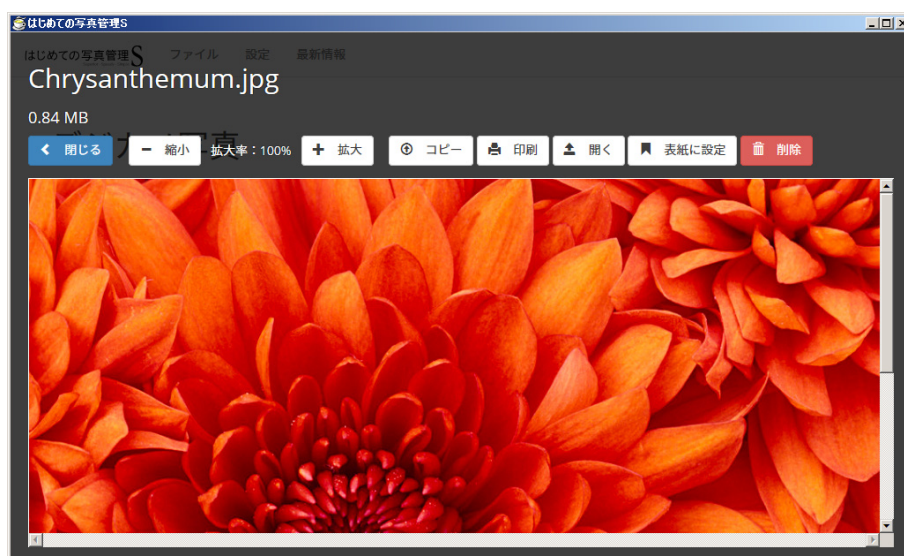 はじめての写真管理S
はじめての写真管理S ファイル 設定 最新情報
Chrysanthemum.jpg
0.84 MB
閉じる 縮小 拡大率：100% 拡大 コピー 印刷 開く 表紙に設定 削除